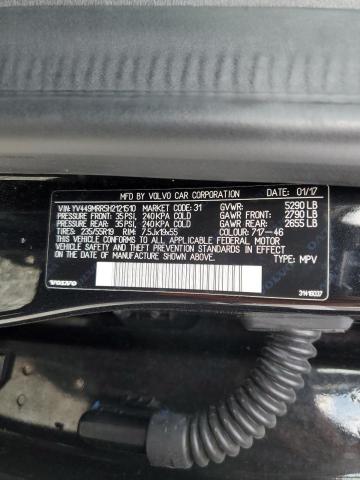 MFD BY VOLVO CAR CORPORATION DATE: 01/17
VIN: YV449MRR5H2121510 MARKET CODE: 31 GVWR: 5290 LB
PRESSURE FRONT: 35 PSI, 240 KPA COLD GAWR FRONT: 2790 LB
PRESSURE REAR: 35 PSI, 240 KPA COLD GAWR REAR: 2655 LB
TIRES: 235/55R19 RIM: 7.5Jx19x55 COLOUR: 717-46
THIS VEHICLE CONFORMS TO ALL APPLICABLE FEDERAL MOTOR
VEHICLE SAFETY BUMPER AND THEFT PREVENTION STANDARDS IN EFFECT
ON THE DATE OF MANUFACTURE SHOWN ABOVE. TYPE: MPV
VOLVO 31419037